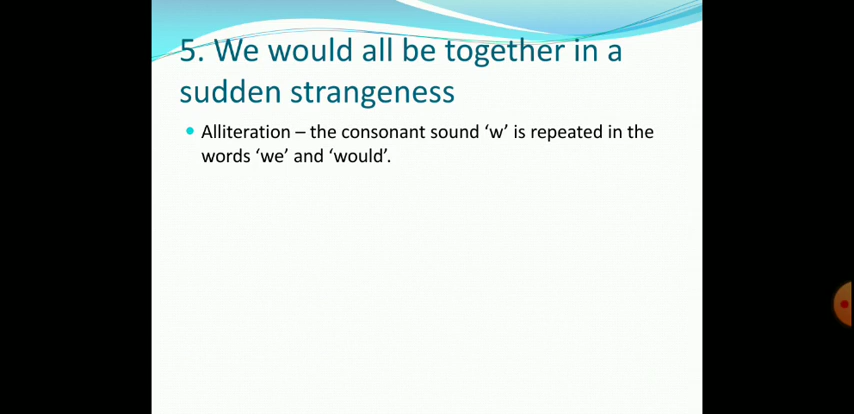 5. We would all be together in a
sudden strangeness
Alliteration – the consonant sound ‘w’ is repeated in the
words ‘we’ and ‘would’.